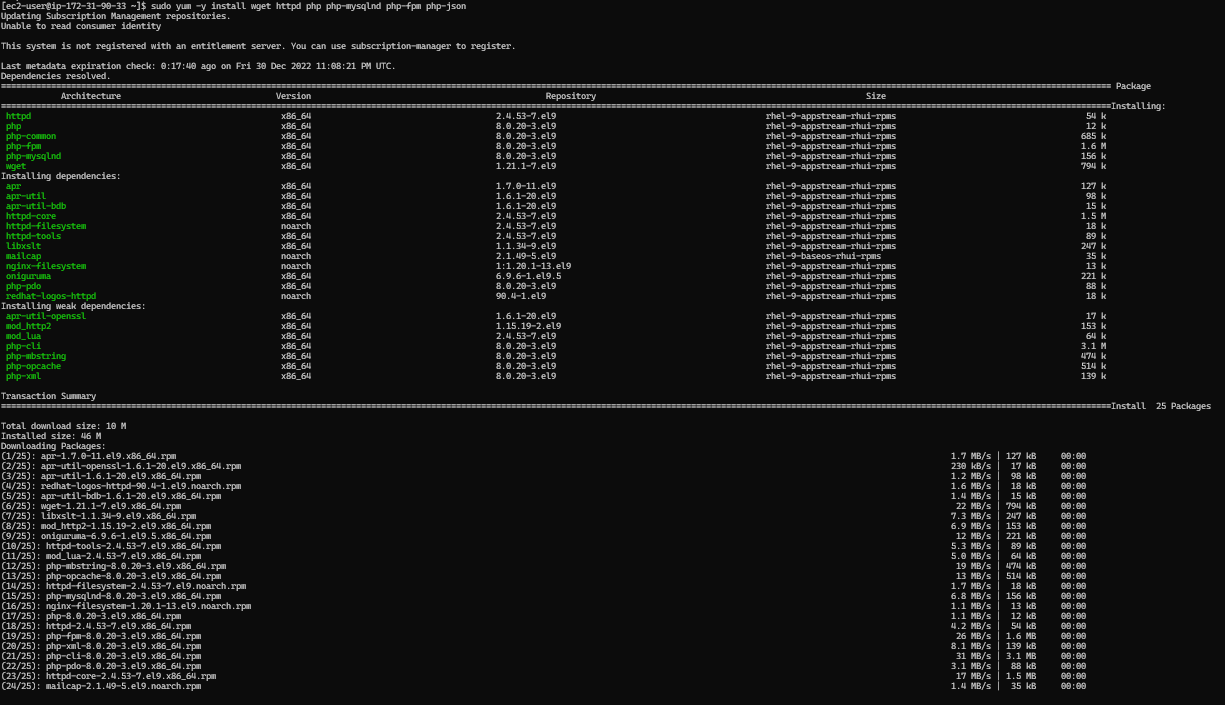 [ec2-user@ip-172-31-90-33 ~]$ sudo yum -y install wget httpd php php-mysqlnd php-fpm php-json
Updating Subscription Management repositories.
Unable to read consumer identity
This system is not registered with an entitlement server. You can use subscription-manager to register.
Last metadata expiration check: 0:17:40 ago on Fri 30 Dec 2022 11:08:21 PM UTC.
Dependencies resolved.
Package
Architecture Version Repository Size
Installing:
httpd x86_64 2.4.53-7.el9 rhel-9-appstream-rhui-rpms 54 k
php x86_64 8.0.20-3.el9 rhel-9-appstream-rhui-rpms 12 k
php-common x86_64 8.0.20-3.el9 rhel-9-appstream-rhui-rpms 685 k
php-fpm x86_64 8.0.20-3.el9 rhel-9-appstream-rhui-rpms 1.6 M
php-mysqlnd x86_64 8.0.20-3.el9 rhel-9-appstream-rhui-rpms 156 k
wget x86_64 1.21.1-7.el9 rhel-9-appstream-rhui-rpms 794 k
Installing dependencies:
apr x86_64 1.7.0-11.el9 rhel-9-appstream-rhui-rpms 127 k
apr-util x86_64 1.6.1-20.el9 rhel-9-appstream-rhui-rpms 98 k
apr-util-bdb x86_64 1.6.1-20.el9 rhel-9-appstream-rhui-rpms 15 k
httpd-core x86_64 2.4.53-7.el9 rhel-9-appstream-rhui-rpms 1.5 M
httpd-filesystem noarch 2.4.53-7.el9 rhel-9-appstream-rhui-rpms 18 k
httpd-tools x86_64 2.4.53-7.el9 rhel-9-appstream-rhui-rpms 89 k
libxslt x86_64 1.1.34-9.el9 rhel-9-appstream-rhui-rpms 247 k
mailcap noarch 2.1.49-5.el9 rhel-9-baseos-rhui-rpms 35 k
nginx-filesystem noarch 1:1.20.1-13.el9 rhel-9-appstream-rhui-rpms 13 k
oniguruma x86_64 6.9.6-1.el9.5 rhel-9-appstream-rhui-rpms 221 k
php-pdo x86_64 8.0.20-3.el9 rhel-9-appstream-rhui-rpms 88 k
redhat-logos-httpd noarch 90.4-1.el9 rhel-9-appstream-rhui-rpms 18 k
Installing weak dependencies:
apr-util-openssl x86_64 1.6.1-20.el9 rhel-9-appstream-rhui-rpms 17 k
mod_http2 x86_64 1.15.19-2.el9 rhel-9-appstream-rhui-rpms 153 k
mod_lua x86_64 2.4.53-7.el9 rhel-9-appstream-rhui-rpms 64 k
php-cli x86_64 8.0.20-3.el9 rhel-9-appstream-rhui-rpms 3.1 M
php-mbstring x86_64 8.0.20-3.el9 rhel-9-appstream-rhui-rpms 474 k
php-opcache x86_64 8.0.20-3.el9 rhel-9-appstream-rhui-rpms 514 k
php-xml x86_64 8.0.20-3.el9 rhel-9-appstream-rhui-rpms 139 k
Transaction Summary
Install 25 Packages
Total download size: 10 M
Installed size: 46 M
Downloading Packages:
(1/25): apr-1.7.0-11.el9.x86_64.rpm 1.7 MB/s | 127 kB 00:00
(2/25): apr-util-openssl-1.6.1-20.el9.x86_64.rpm 230 kB/s | 17 kB 00:00
(3/25): apr-util-1.6.1-20.el9.x86_64.rpm 1.2 MB/s | 98 kB 00:00
(4/25): redhat-logos-httpd-90.4-1.el9.noarch.rpm 1.6 MB/s | 18 kB 00:00
(5/25): apr-util-bdb-1.6.1-20.el9.x86_64.rpm 1.4 MB/s | 15 kB 00:00
(6/25): wget-1.21.1-7.el9.x86_64.rpm 22 MB/s | 794 kB 00:00
(7/25): libxslt-1.1.34-9.el9.x86_64.rpm 7.3 MB/s | 247 kB 00:00
(8/25): mod_http2-1.15.19-2.el9.x86_64.rpm 6.9 MB/s | 153 kB 00:00
(9/25): oniguruma-6.9.6-1.el9.5.x86_64.rpm 12 MB/s | 221 kB 00:00
(10/25): httpd-tools-2.4.53-7.el9.x86_64.rpm 5.3 MB/s | 89 kB 00:00
(11/25): mod_lua-2.4.53-7.el9.x86_64.rpm 5.0 MB/s | 64 kB 00:00
(12/25): php-mbstring-8.0.20-3.el9.x86_64.rpm 19 MB/s | 474 kB 00:00
(13/25): php-opcache-8.0.20-3.el9.x86_64.rpm 13 MB/s | 514 kB 00:00
(14/25): httpd-filesystem-2.4.53-7.el9.noarch.rpm 1.7 MB/s | 18 kB 00:00
(15/25): php-mysqlnd-8.0.20-3.el9.x86_64.rpm 6.8 MB/s | 156 kB 00:00
(16/25): nginx-filesystem-1.20.1-13.el9.noarch.rpm 1.1 MB/s | 13 kB 00:00
(17/25): php-8.0.20-3.el9.x86_64.rpm 1.1 MB/s | 12 kB 00:00
(18/25): httpd-2.4.53-7.el9.x86_64.rpm 4.2 MB/s | 54 kB 00:00
(19/25): php-fpm-8.0.20-3.el9.x86_64.rpm 26 MB/s | 1.6 MB 00:00
(20/25): php-xml-8.0.20-3.el9.x86_64.rpm 8.1 MB/s | 139 kB 00:00
(21/25): php-cli-8.0.20-3.el9.x86_64.rpm 31 MB/s | 3.1 MB 00:00
(22/25): php-pdo-8.0.20-3.el9.x86_64.rpm 3.1 MB/s | 88 kB 00:00
(23/25): httpd-core-2.4.53-7.el9.x86_64.rpm 17 MB/s | 1.5 MB 00:00
(24/25): mailcap-2.1.49-5.el9.noarch.rpm 1.4 MB/s | 35 kB 00:00